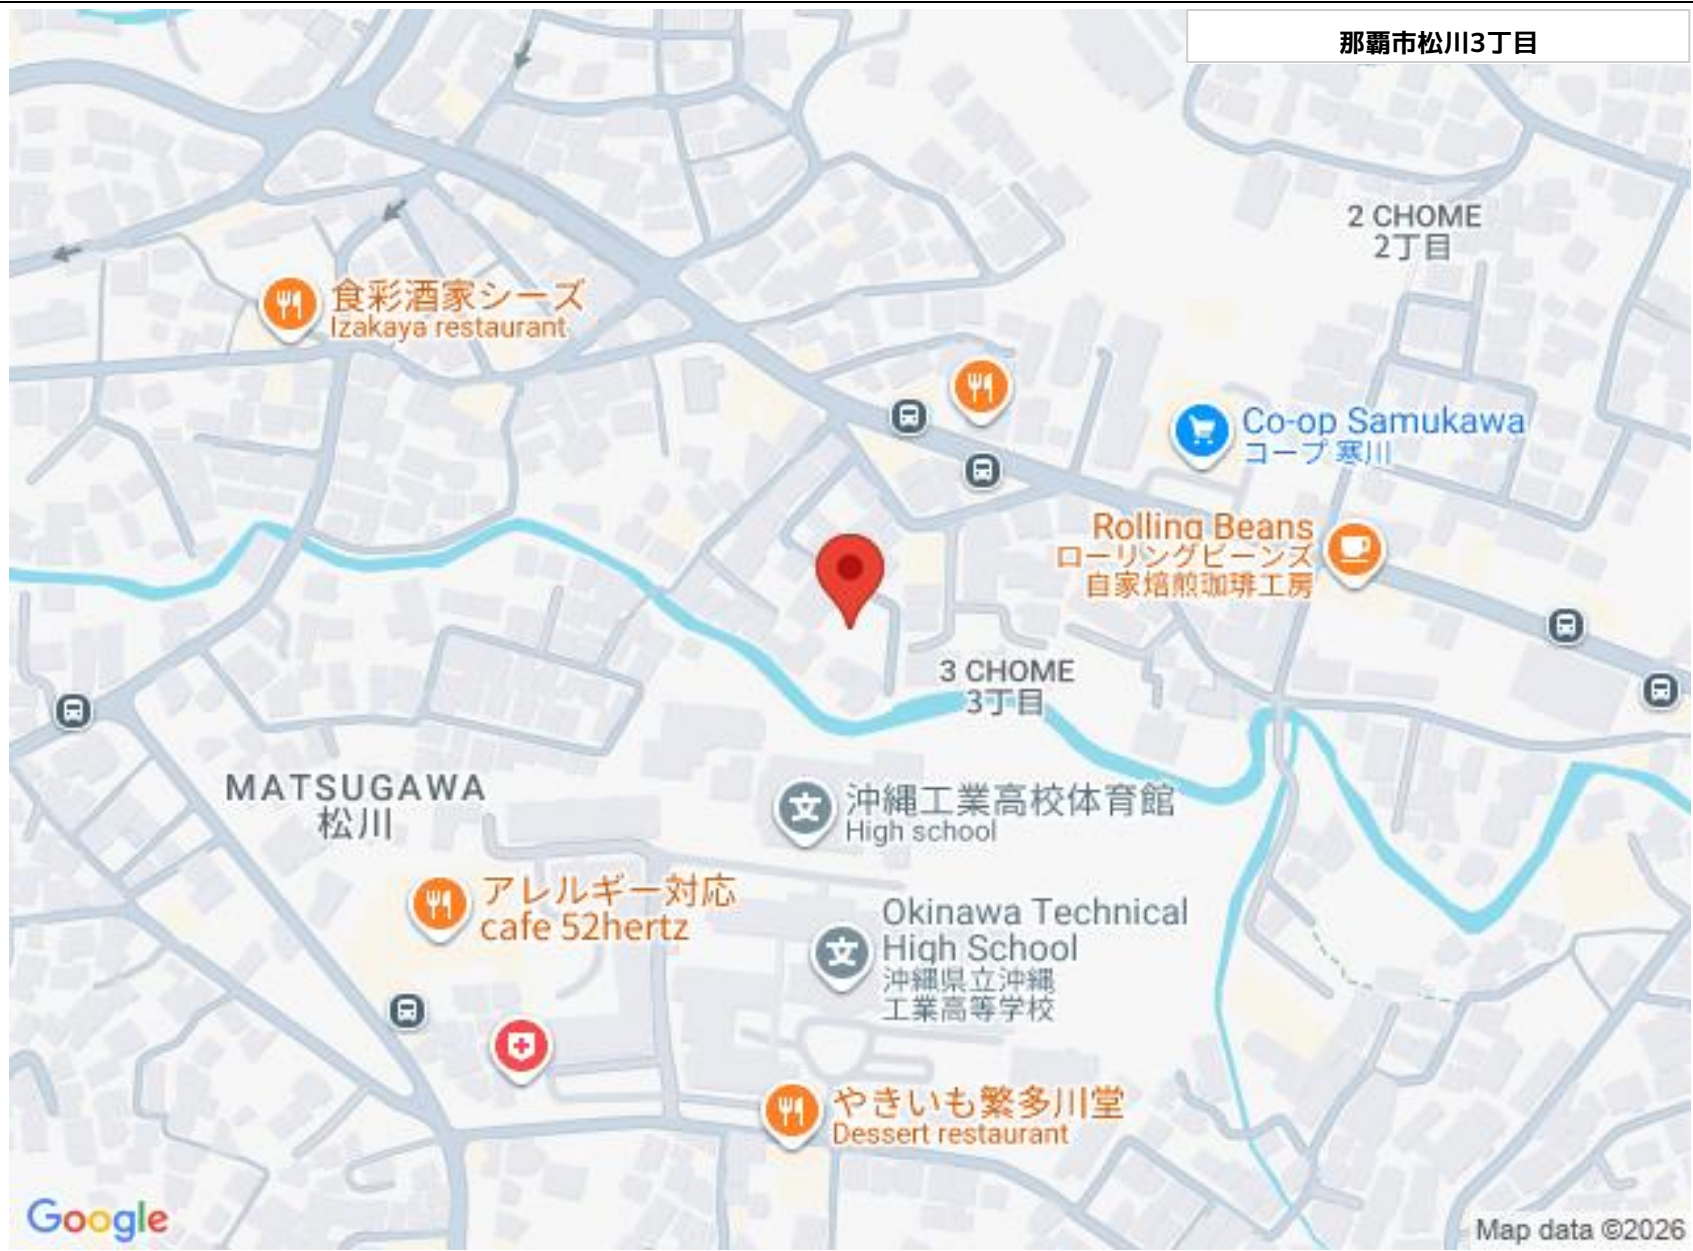 那覇市松川3丁目
2 CHOME
2丁目
食彩酒家シーズ
Izakaya restaurant
Co-op Samukawa
コープ 寒川
Rolling Beans
ローリングビーンズ
自家焙煎珈琲工房
3 CHOME
3丁目
MATSUGAWA
松川
沖縄工業高校体育館
High school
アレルギー対応
cafe 52hertz
Okinawa Technical
High School
沖縄県立沖縄
工業高等学校
やきいも繁多川堂
Dessert restaurant
Google
Map data ©2026